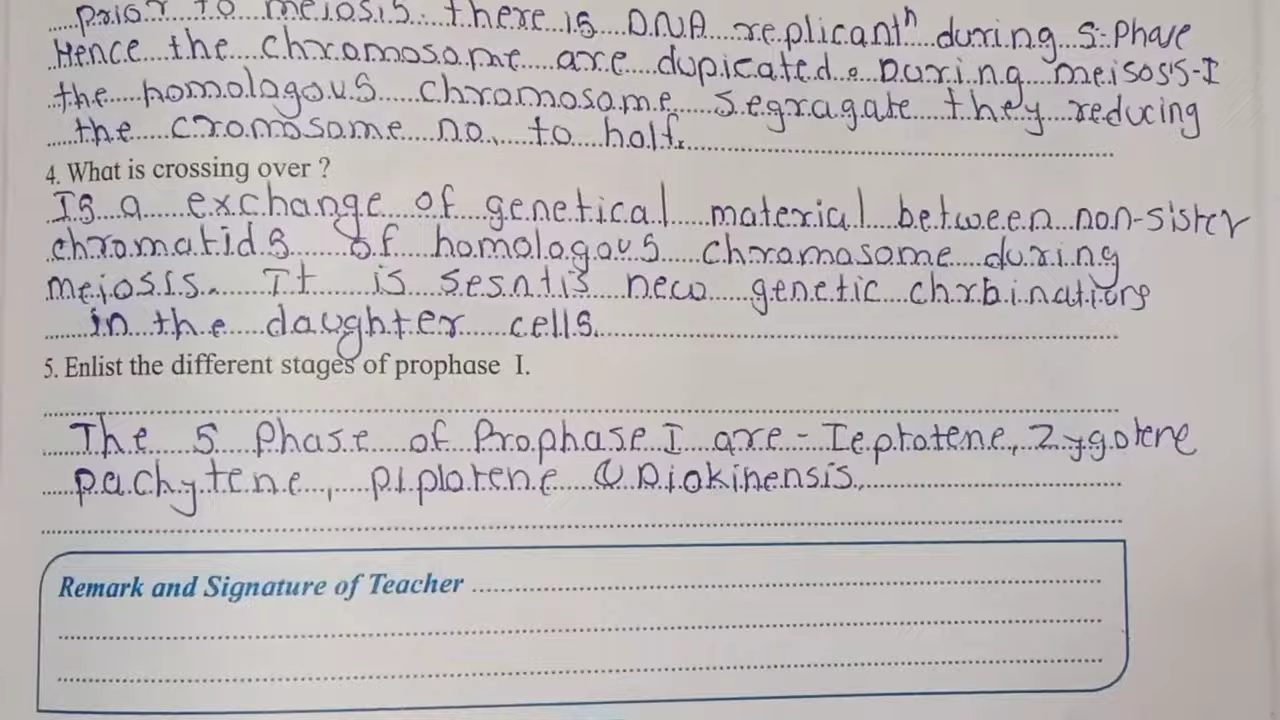 prior to meiosis. there is DNA replicantn during S-Phase
Hence the chromosome are dupicated. During meisosis-I
the homologous chromosome segragate they reducing
the cromosome no. to half.
4. What is crossing over ?
Is a exchange of genetical material between non-sister
chromatids of homologous chromasome during
meiosis. It is new genetic
in the daughter cells.
5. Enlist the different stages of prophase I.
The 5 Phase of Prophase I are - Leptotene, Zygotene
pachytene, Diplotene & Diokinensis.
Remark and Signature of Teacher